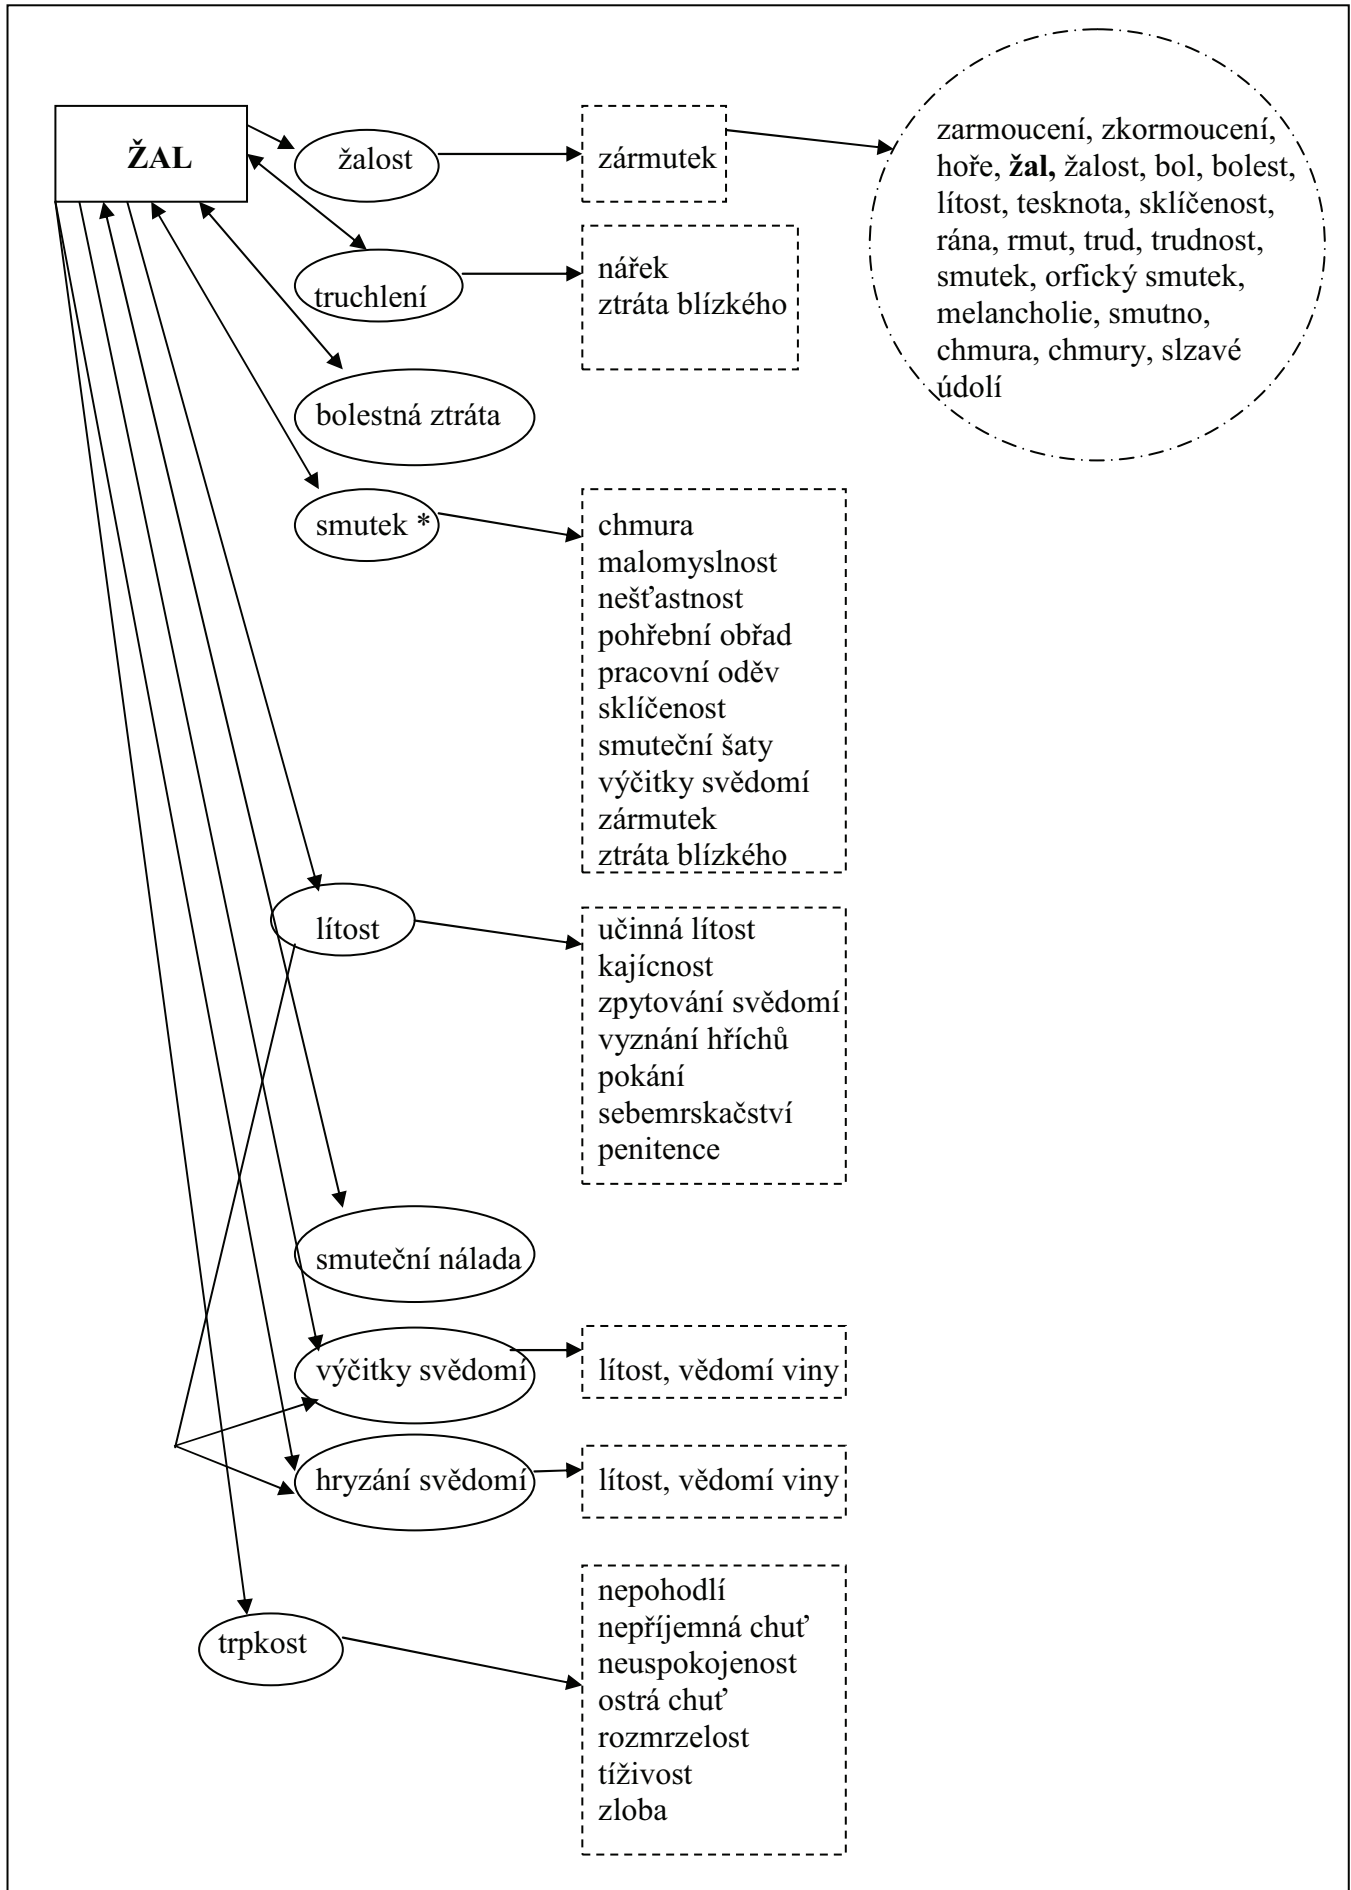 ŽAL
žalost
zármutek
zarmoucení, zkormoucení,
hoře, žal, žalost, bol, bolest,
lítost, tesknota, sklíčenost,
rána, rmut, trud, trudnost,
smutek, orfický smutek,
melancholie, smutno,
chmura, chmury, slzavé
údolí
truchlení
nářek
ztráta blízkého
bolestná ztráta
smutek *
chmura
malomyslnost
nešťastnost
pohřební obřad
pracovní oděv
sklíčenost
smuteční šaty
výčitky svědomí
zármutek
ztráta blízkého
lítost
učinná lítost
kajícnost
zpytování svědomí
vyznání hříchů
pokání
sebemrskačství
penitence
smuteční nálada
výčitky svědomí
lítost, vědomí viny
hryzání svědomí
lítost, vědomí viny
trpkost
nepohodlí
nepříjemná chuť
neuspokojenost
ostrá chuť
rozmrzelost
tíživost
zloba